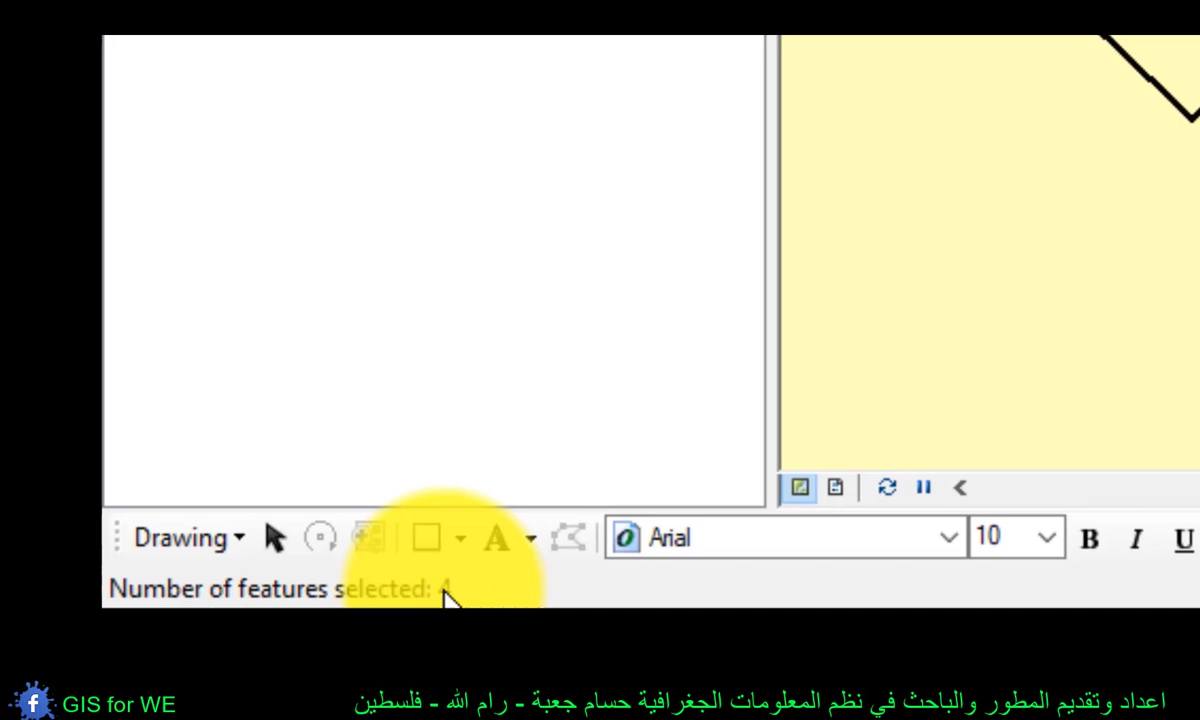 Drawing A Arial 10 B I U
Number of features selected: 4
GIS for WE
اعداد وتقديم المطور والباحث في نظم المعلومات الجغرافية حسام جعبة - رام الله - فلسطين